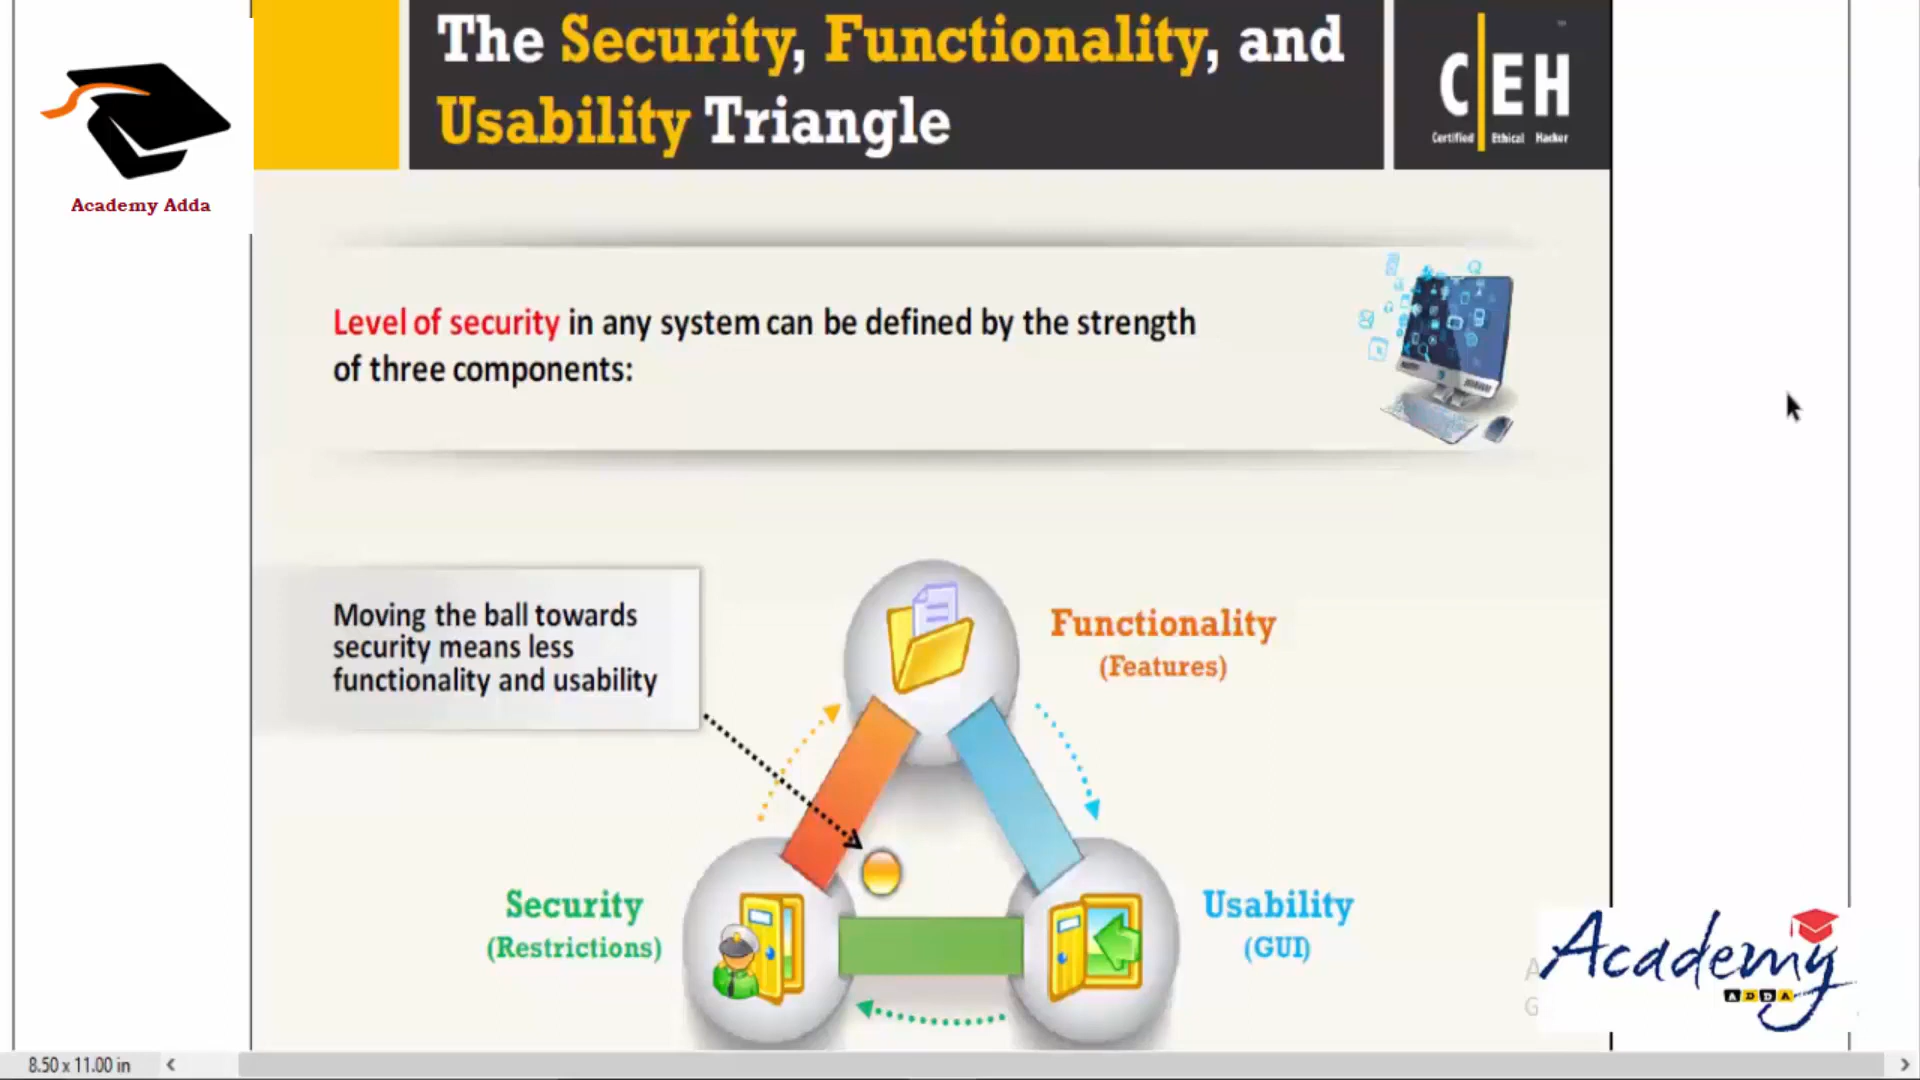 The Security, Functionality, and
Usability Triangle
C|EH
Certified Ethical Hacker
Academy Adda
Level of security in any system can be defined by the strength
of three components:
Moving the ball towards
security means less
functionality and usability
Functionality
(Features)
Security
(Restrictions)
Usability
(GUI)
Academy
ADDA
8.50 x 11.00 in